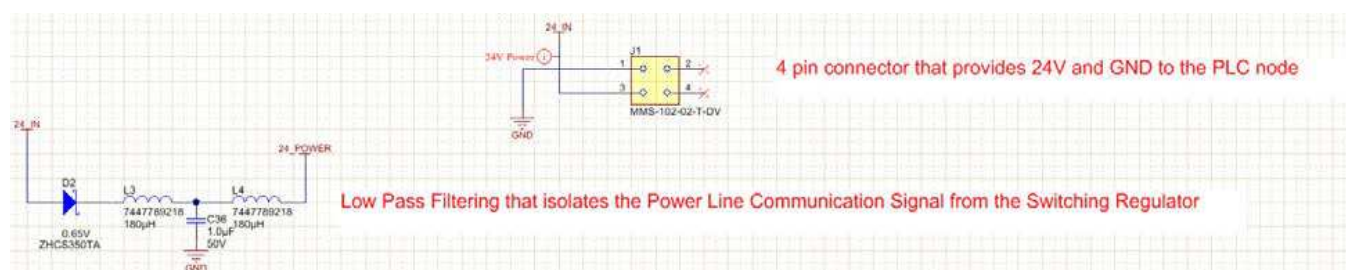 24_IN
24V Power
i
J1
1 2
3 4
MMS-102-02-T-DV
GND
4 pin connector that provides 24V and GND to the PLC node
24_IN
24_POWER
D2
L3 L4
7447789218 7447789218
180µH 180µH
C36
1.0µF
50V
0.65V
ZHCS350TA
GND
Low Pass Filtering that isolates the Power Line Communication Signal from the Switching Regulator